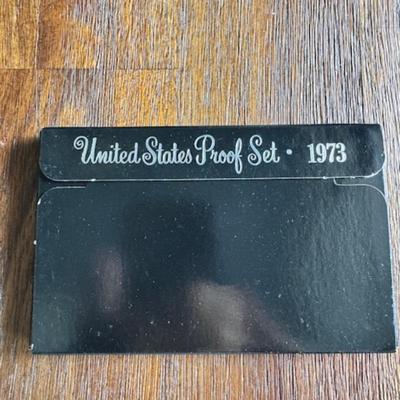 United States Proof Set • 1973